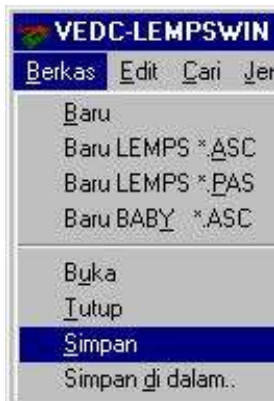 VEDC-LEMPSWIN
Berkas Edit Cari Jer
Baru
Baru LEMPS *.ASC
Baru LEMPS *.PAS
Baru BABY *.ASC
Buka
Tutup
Simpan
Simpan di dalam..